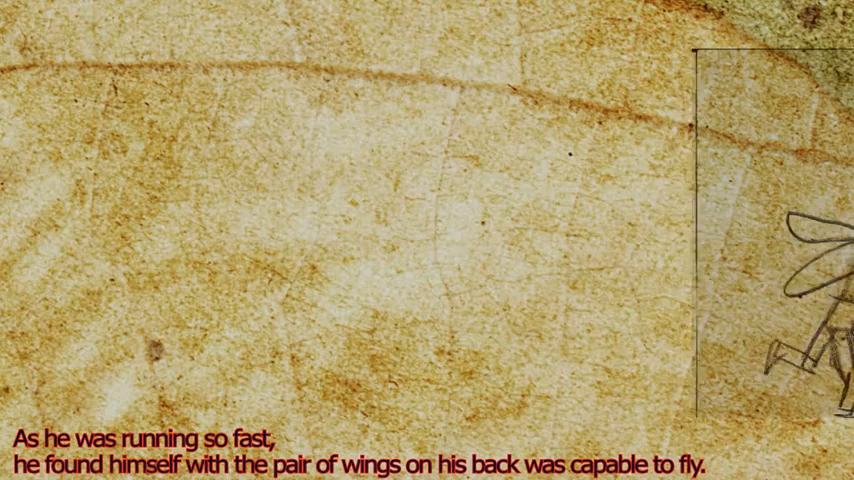 As he was running so fast,
he found himself with the pair of wings on his back was capable to fly.